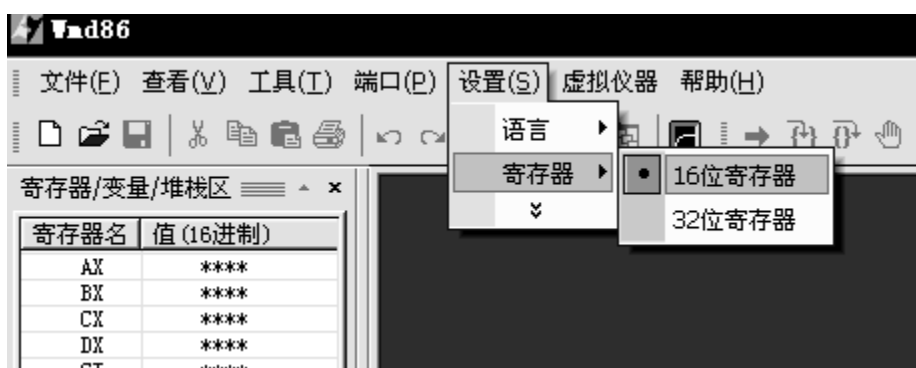 Wmd86
文件(F) 查看(V) 工具(T) 端口(P) 设置(S) 虚拟仪器 帮助(H)
语言
寄存器
16位寄存器
32位寄存器
寄存器/变量/堆栈区
寄存器名 值(16进制)
AX ****
BX ****
CX ****
DX ****